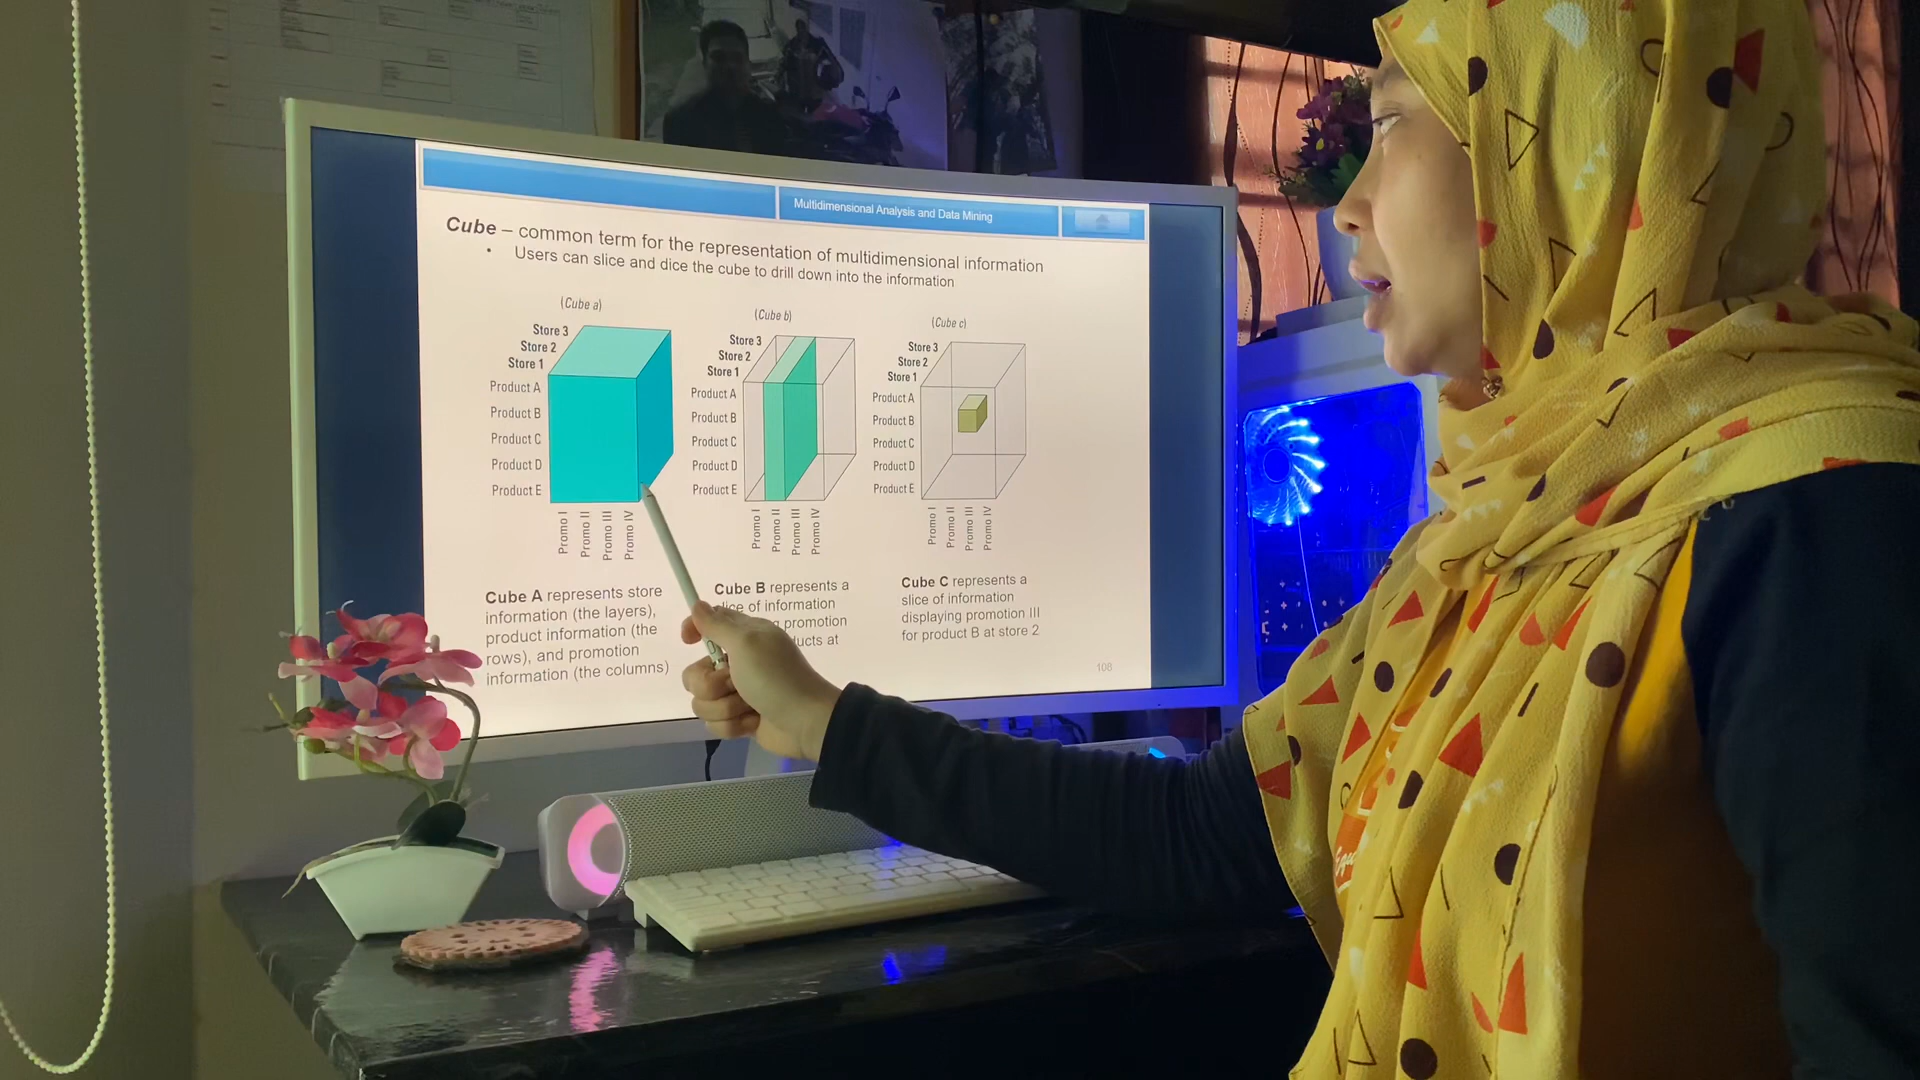 Multidimensional Analysis and Data Mining
Cube – common term for the representation of multidimensional information
• Users can slice and dice the cube to drill down into the information
(Cube a)
Store 3
Store 2
Store 1
Product A
Product B
Product C
Product D
Product E
Promo I
Promo II
Promo III
Promo IV
Cube A represents store
information (the layers),
product information (the
rows), and promotion
information (the columns)
(Cube b)
Store 3
Store 2
Store 1
Product A
Product B
Product C
Product D
Product E
Promo I
Promo II
Promo III
Promo IV
Cube B represents a
of information
promotion
at
(Cube c)
Store 3
Store 2
Store 1
Product A
Product B
Product C
Product D
Product E
Promo I
Promo II
Promo III
Promo IV
Cube C represents a
slice of information
displaying promotion III
for product B at store 2
108